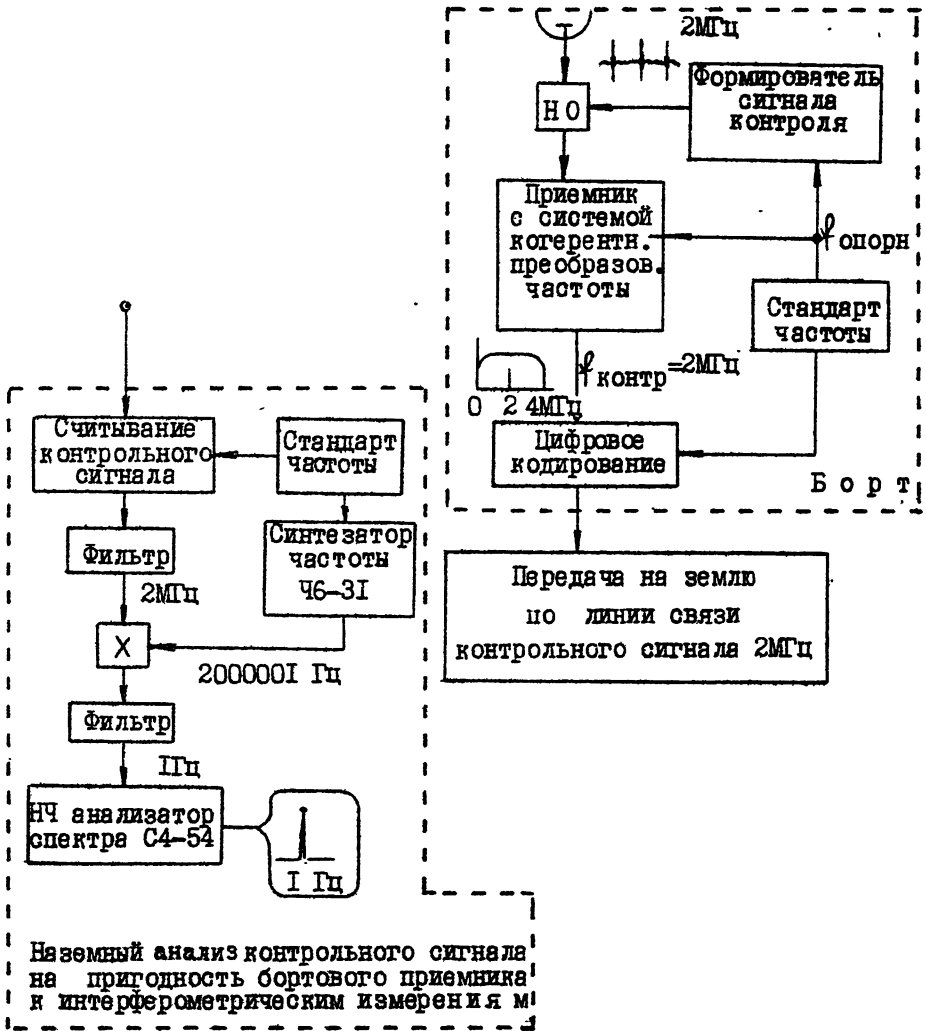 2МГц
Формирователь
сигнала
контроля
НО
Приемник
с системой
когерентн.
преобразов.
частоты
f опорн
Стандарт
частоты
f контр=2МГц
0 2 4МГц
Цифровое
кодирование
Борт
Передача на землю
по линии связи
контрольного сигнала 2МГц
Считывание
контрольного
сигнала
Стандарт
частоты
Фильтр
Синтезатор
частоты
Ч6-31
2МГц
X
2000001 Гц
Фильтр
1Гц
НЧ анализатор
спектра С4-54
1 Гц
Наземный анализ контрольного сигнала
на пригодность бортового приемника
к интерферометрическим измерения м